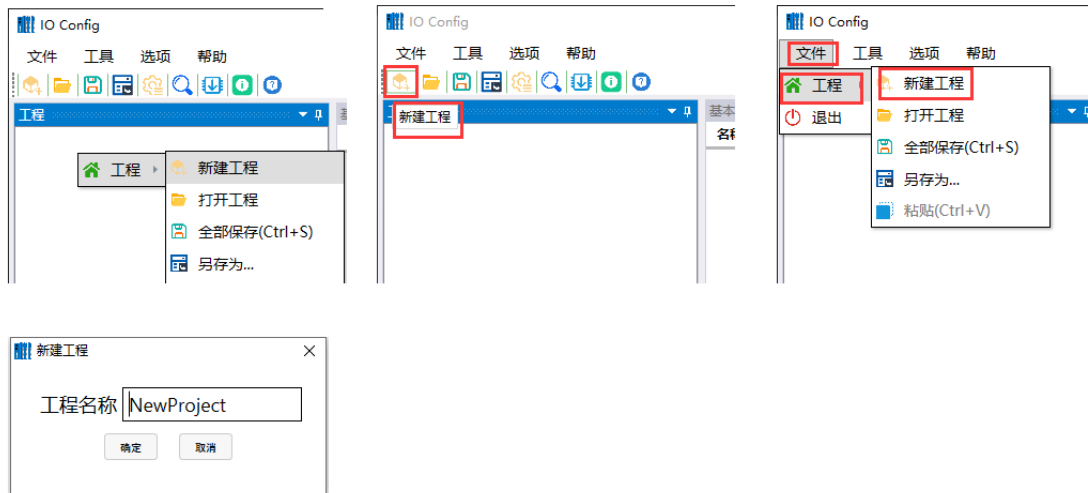 IO Config
文件 工具 选项 帮助
工程
工程
新建工程
打开工程
全部保存(Ctrl+S)
另存为...
IO Config
文件 工具 选项 帮助
新建工程
基本
IO Config
文件 工具 选项 帮助
工程
退出
新建工程
打开工程
全部保存(Ctrl+S)
另存为...
粘贴(Ctrl+V)
新建工程
工程名称 NewProject
确定 取消